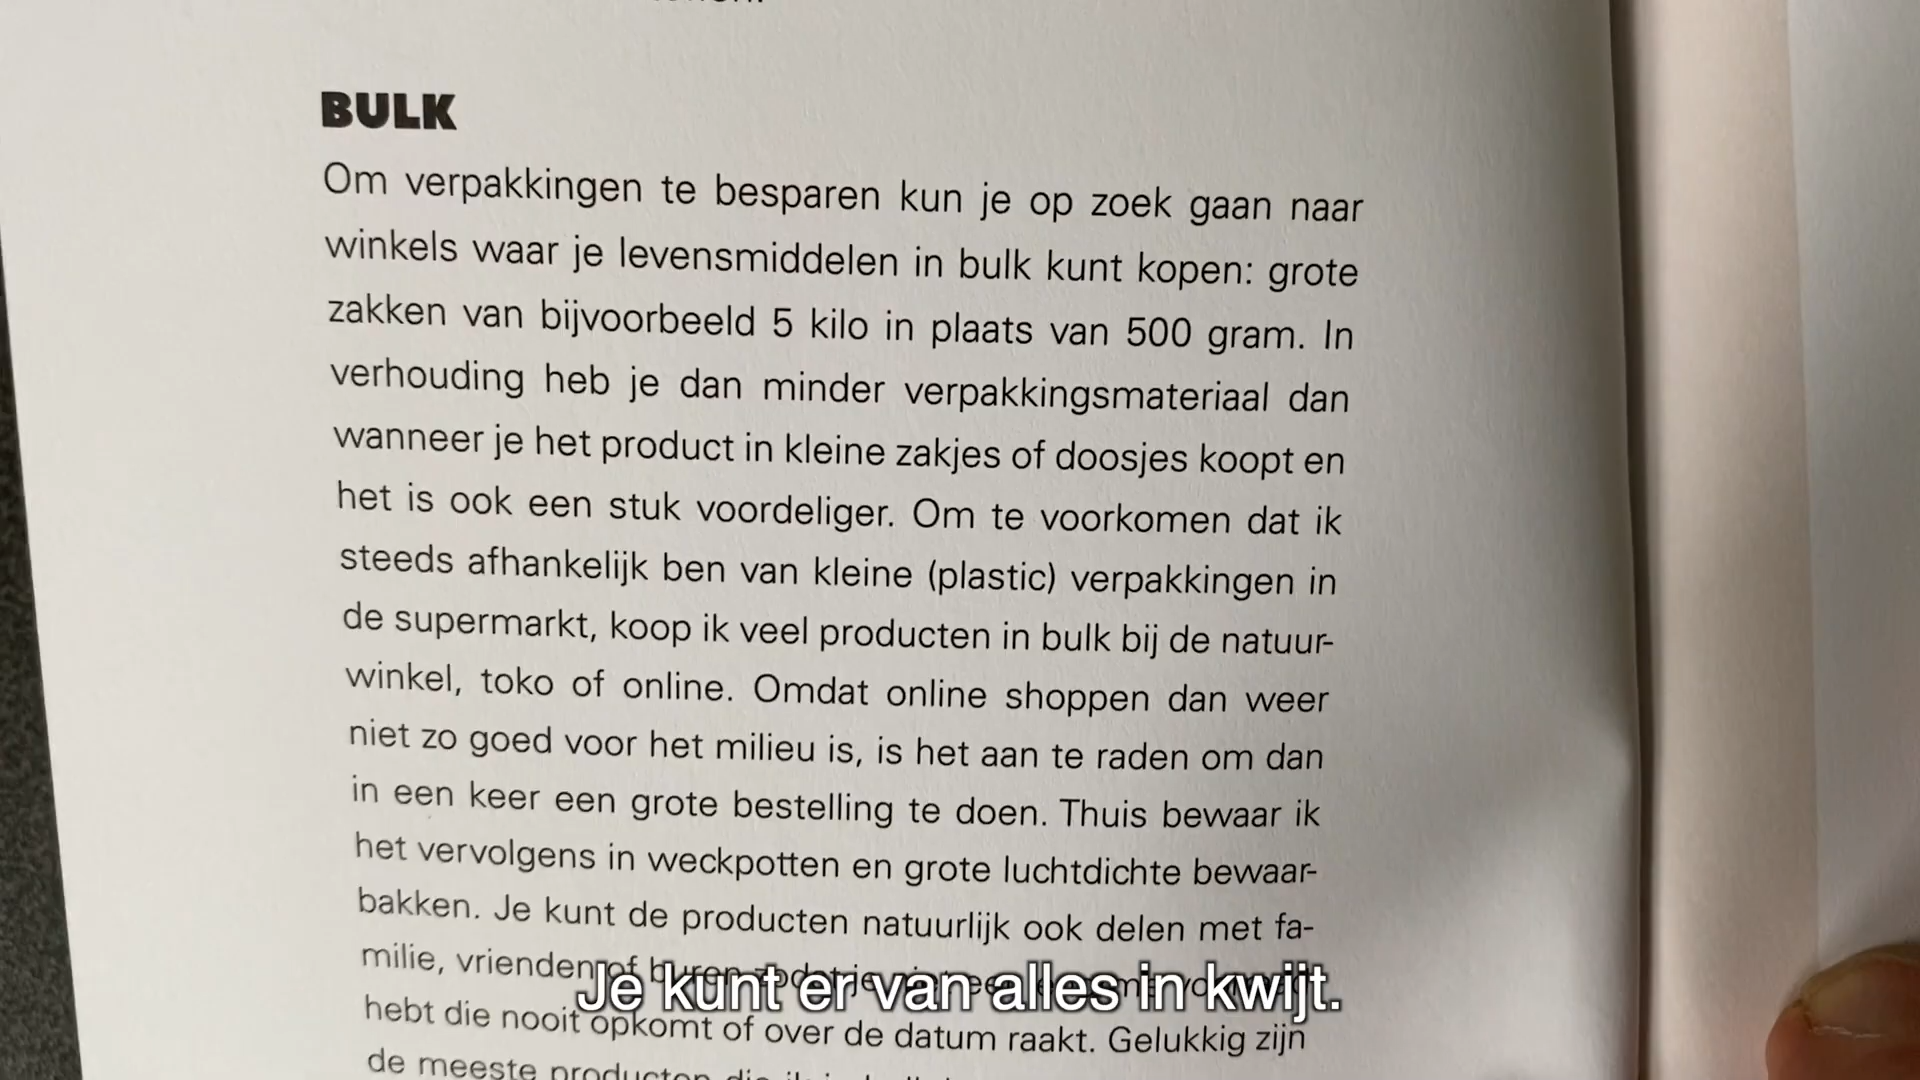 BULK
Om verpakkingen te besparen kun je op zoek gaan naar
winkels waar je levensmiddelen in bulk kunt kopen: grote
zakken van bijvoorbeeld 5 kilo in plaats van 500 gram. In
verhouding heb je dan minder verpakkingsmateriaal dan
wanneer je het product in kleine zakjes of doosjes koopt en
het is ook een stuk voordeliger. Om te voorkomen dat ik
steeds afhankelijk ben van kleine (plastic) verpakkingen in
de supermarkt, koop ik veel producten in bulk bij de natuur-
winkel, toko of online. Omdat online shoppen dan weer
niet zo goed voor het milieu is, is het aan te raden om dan
in een keer een grote bestelling te doen. Thuis bewaar ik
het vervolgens in weckpotten en grote luchtdichte bewaar-
bakken. Je kunt de producten natuurlijk ook delen met fa-
milie, vrienden of buren
Je kunt er van alles in kwijt.
hebt die nooit opkomt of over de datum raakt. Gelukkig zijn
de meeste producten